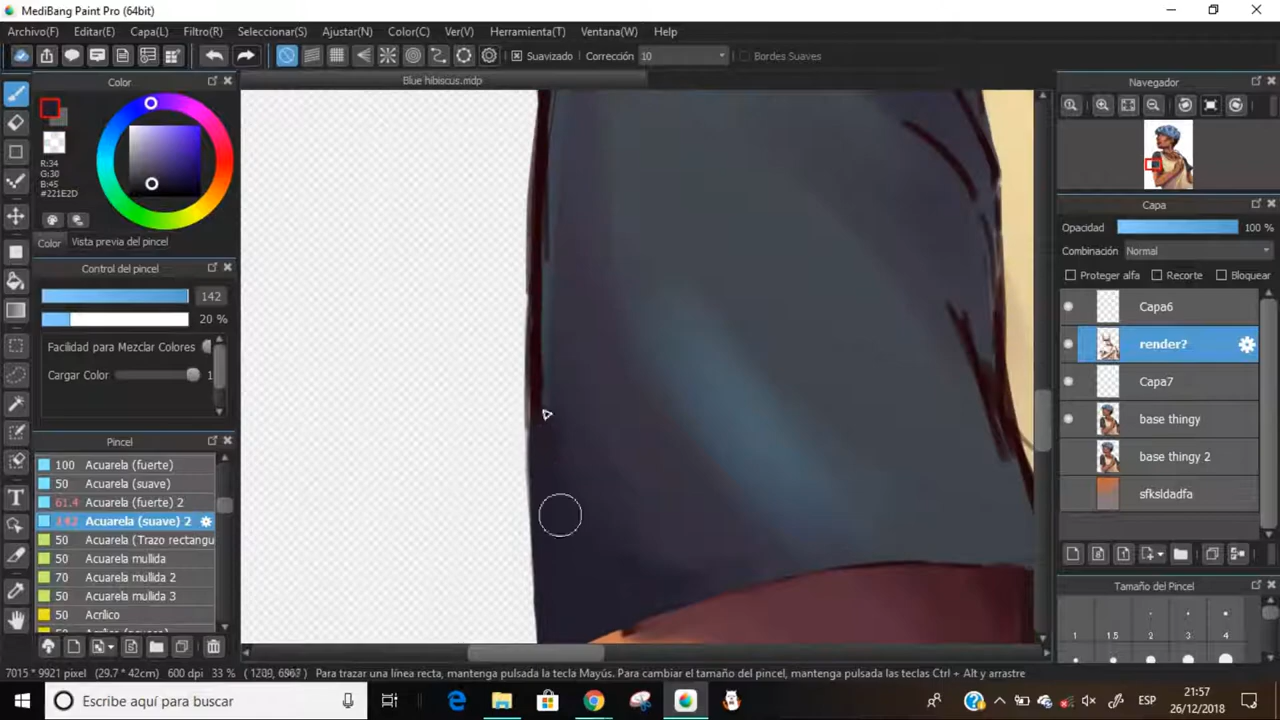 MediBang Paint Pro (64bit)
Archivo(F) Editar(E) Capa(L) Filtro(R) Seleccionar(S) Ajustar(N) Color(C) Ver(V) Herramienta(T) Ventana(W) Help
Suavizado Corrección 10 Bordes Suaves
Color
Blue hibiscus.mdp
Navegador
R:34
G:30
B:45
#221E2D
Color Vista previa del pincel
Control del pincel
142
20 %
Facilidad para Mezclar Colores
Cargar Color 1
Pincel
100 Acuarela (fuerte)
50 Acuarela (suave)
61.4 Acuarela (fuerte) 2
142 Acuarela (suave) 2
50 Acuarela (Trazo rectangu
50 Acuarela mullida
70 Acuarela mullida 2
50 Acuarela mullida 3
50 Acrílico
Capa
Opacidad 100 %
Combinación Normal
Proteger alfa Recorte Bloquear
Capa6
render?
Capa7
base thingy
base thingy 2
sfksidadfa
Tamaño del Pincel
1 1.5 2 3 4
7015 * 9921 pixel (29.7 * 42cm) 600 dpi 33 % Para trazar una línea recta, mantenga pulsada la tecla Mayús. Para cambiar el tamaño del pincel, mantenga pulsadas las teclas Ctrl + Alt y arrastre
Escribe aquí para buscar
ESP
21:57
26/12/2018